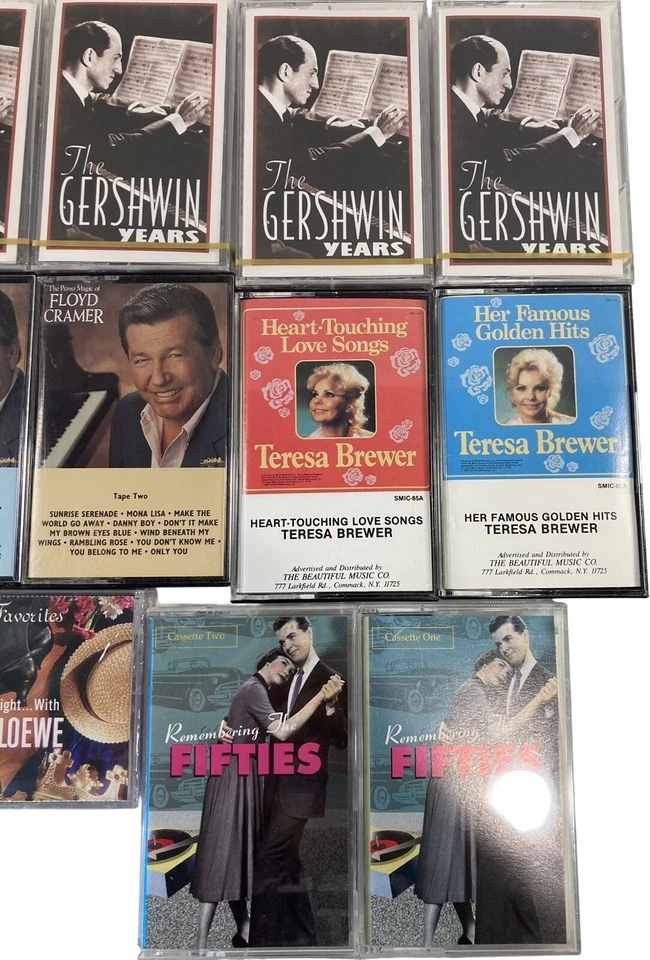 The
GERSHWIN
YEARS
The
GERSHWIN
YEARS
The
GERSHWIN
YEARS
The Piano Magic of
FLOYD
CRAMER
Tape Two
SUNRISE SERENADE • MONA LISA • MAKE THE
WORLD GO AWAY • DANNY BOY • DON'T IT MAKE
MY BROWN EYES BLUE • WIND BENEATH MY
WINGS • RAMBLING ROSE • YOU DON'T KNOW ME •
YOU BELONG TO ME • ONLY YOU
Heart-Touching
Love Songs
Teresa Brewer
SMIC-65A
HEART-TOUCHING LOVE SONGS
TERESA BREWER
Advertised and Distributed by
THE BEAUTIFUL MUSIC CO.
777 Larkfield Rd., Commack, N.Y. 11725
Her Famous
Golden Hits
Teresa Brewer
HER FAMOUS GOLDEN HITS
TERESA BREWER
Advertised and Distributed by
THE BEAUTIFUL MUSIC CO.
777 Larkfield Rd., Commack, N.Y. 11725
Favorites
ight...With
LOEWE
Cassette Two
Remembering The
FIFTIES
Cassette One
Remembering The
FIFTIES